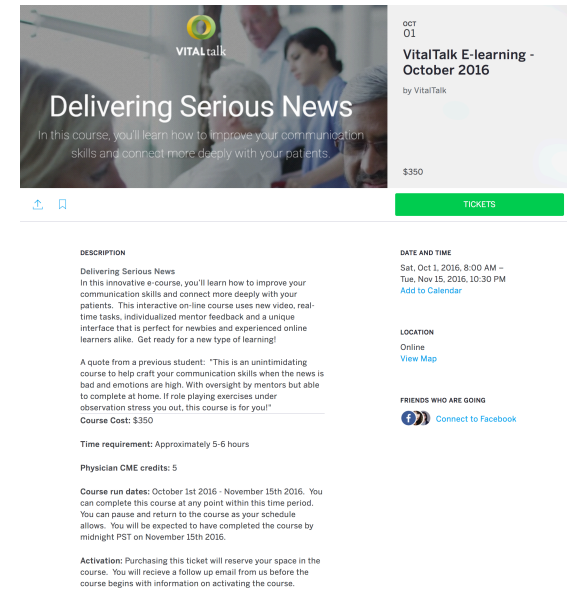 VITALtalk
Delivering Serious News
In this course, you'll learn how to improve your communication
skills and connect more deeply with your patients.
OCT
01
VitalTalk E-learning -
October 2016
by VitalTalk
$350
TICKETS
DESCRIPTION
Delivering Serious News
In this innovative e-course, you'll learn how to improve your
communication skills and connect more deeply with your
patients.  This interactive on-line course uses new video, real-
time tasks, individualized mentor feedback and a unique
interface that is perfect for newbies and experienced online
learners alike.  Get ready for a new type of learning!
A quote from a previous student:  "This is an unintimidating
course to help craft your communication skills when the news is
bad and emotions are high. With oversight by mentors but able
to complete at home. If role playing exercises under
observation stress you out, this course is for you!"
Course Cost: $350
Time requirement: Approximately 5-6 hours
Physician CME credits: 5
Course run dates: October 1st 2016 - November 15th 2016.  You
can complete this course at any point within this time period.
You can pause and return to the course as your schedule
allows.  You will be expected to have completed the course by
midnight PST on November 15th 2016.
Activation: Purchasing this ticket will reserve your space in the
course.  You will recieve a follow up email from us before the
course begins with information on activating the course.
DATE AND TIME
Sat, Oct 1, 2016, 8:00 AM –
Tue, Nov 15, 2016, 10:30 PM
Add to Calendar
LOCATION
Online
View Map
FRIENDS WHO ARE GOING
Connect to Facebook